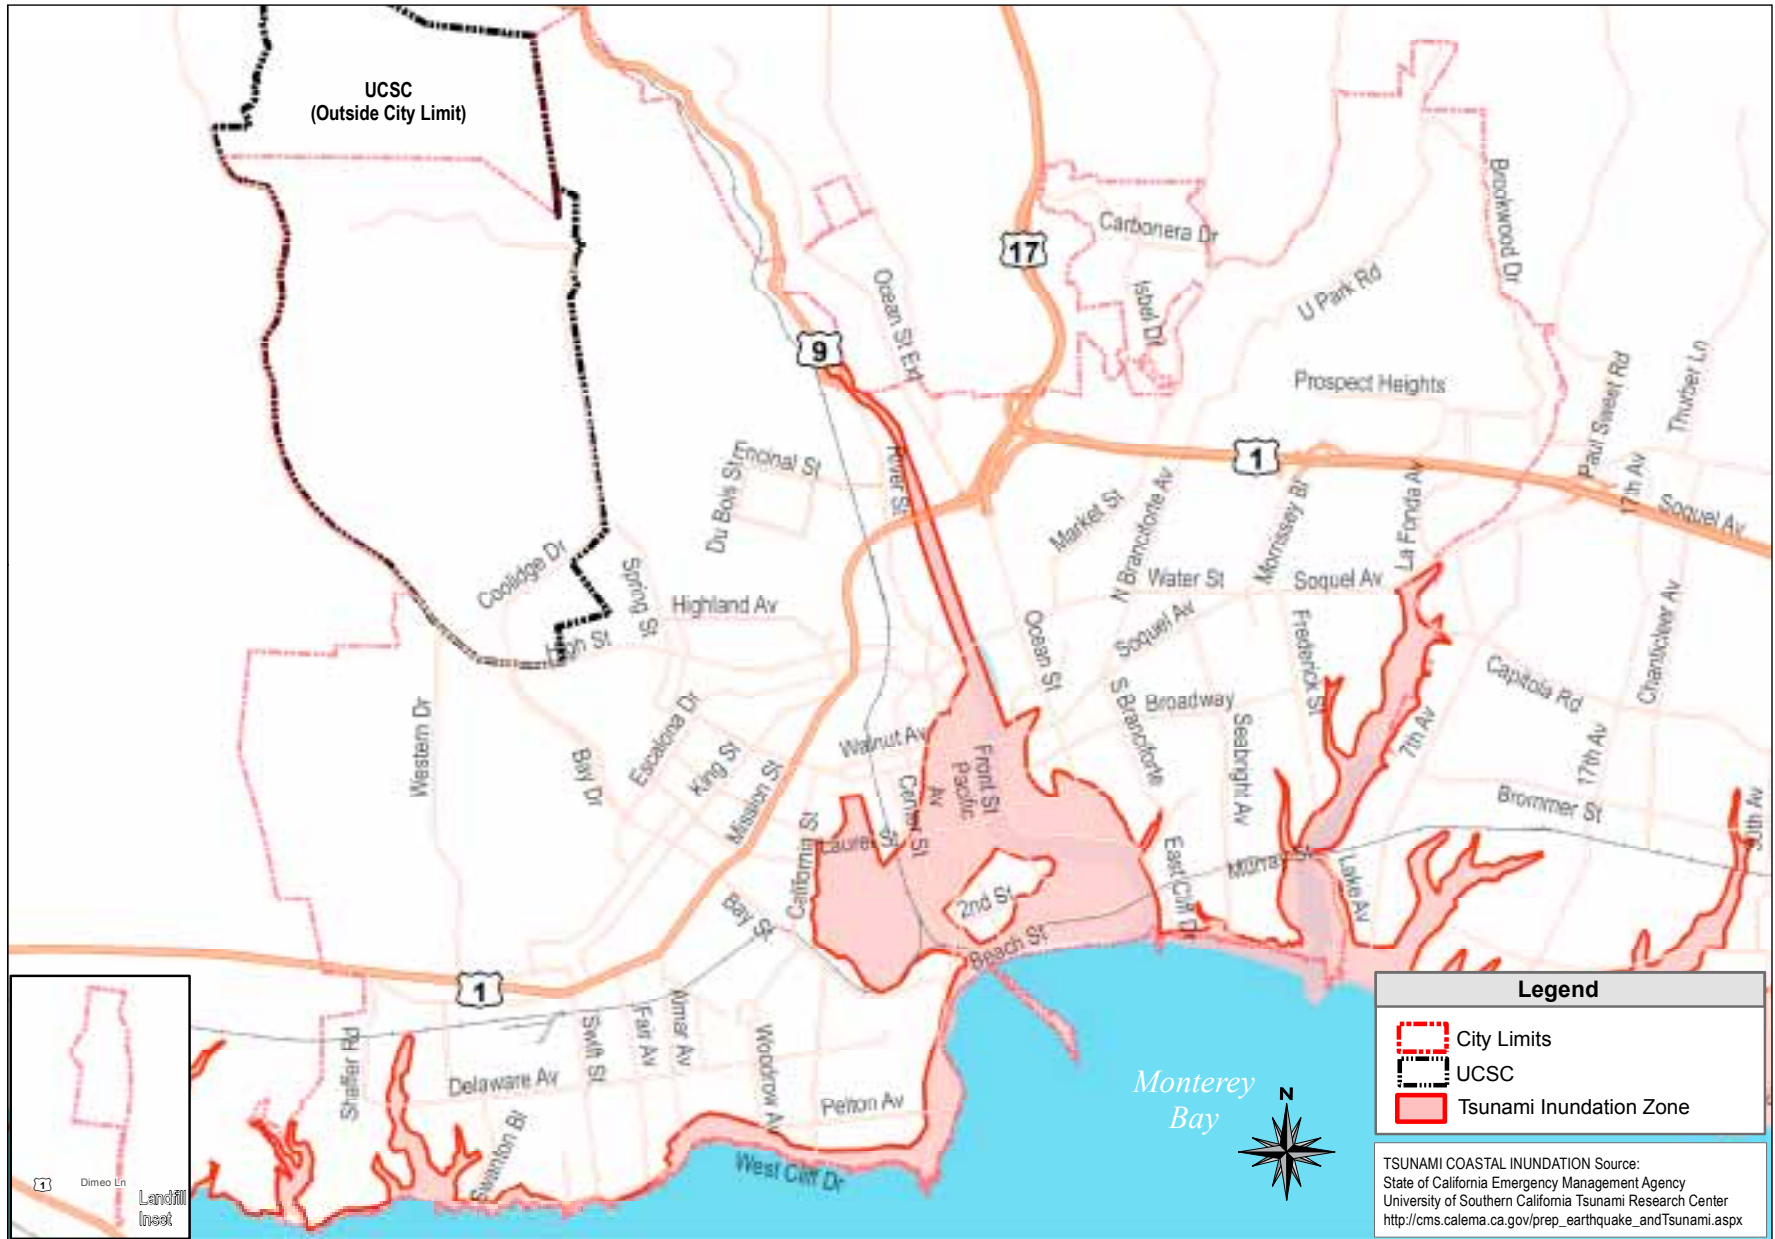 UCSC
(Outside City Limit)
Brookwood Dr
Carbonera Dr
17
Isbel Dr
U Park Rd
Ocean St Ext
9
Prospect Heights
Paul Sweet Rd
Thurber Ln
Encinal St
Du Bois St
River St
1
Market St
N Branciforte Av
Morrissey Bl
La Fonda Av
17th Av
Soquel Av
Coolidge Dr
Spring St
Highland Av
High St
Water St
Soquel Av
Soquel Av
Ocean St
Frederick St
Chanticleer Av
Capitola Rd
Western Dr
Bay Dr
Escalona Dr
King St
Mission St
Walnut Av
Front St
Pacific
Av
Center St
Laurel St
California St
Bay St
S Branciforte
Broadway
Seabright Av
7th Av
17th Av
Brommer St
2nd St
Beach St
East Cliff Dr
Murray St
Lake Av
1
Shaffer Rd
Delaware Av
Swanton Bl
Swift St
Fair Av
Almar Av
Woodrow Av
Pelton Av
West Cliff Dr
Monterey
Bay
N
1
Dimeo Ln
Landfill
Inset
Legend
City Limits
UCSC
Tsunami Inundation Zone
TSUNAMI COASTAL INUNDATION Source:
State of California Emergency Management Agency
University of Southern California Tsunami Research Center
http://cms.calema.ca.gov/prep_earthquake_andTsunami.aspx